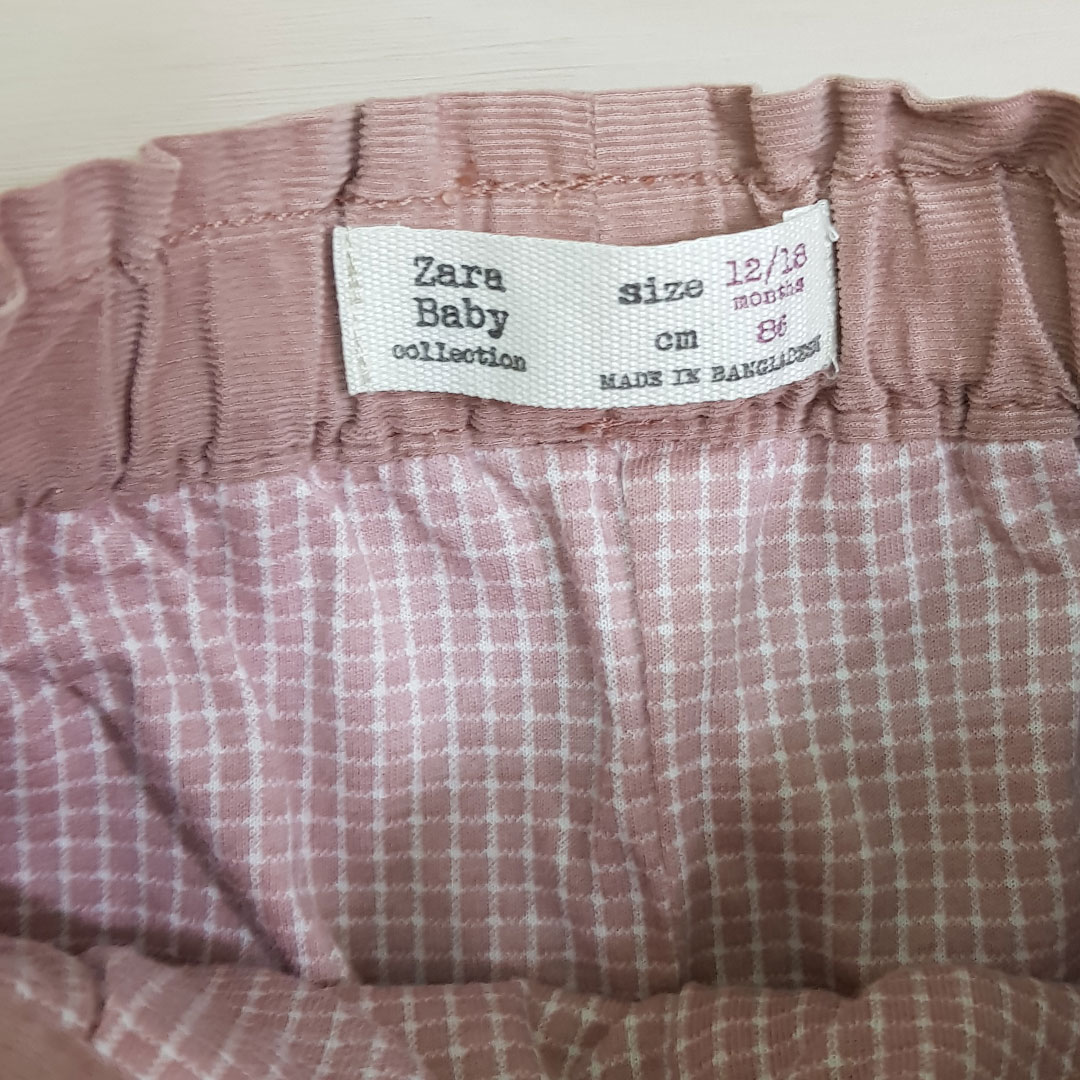 Zara
Baby
collection
size 12/18
months
cm 86
MADE IN BANGLADESH